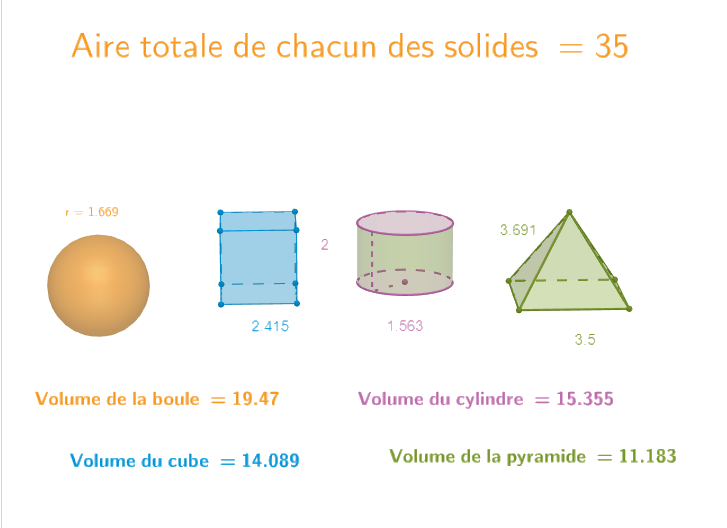 Aire totale de chacun des solides = 35
r = 1.669
3.691
2
2.415
1.563
3.5
Volume de la boule = 19.47
Volume du cylindre = 15.355
Volume du cube = 14.089
Volume de la pyramide = 11.183